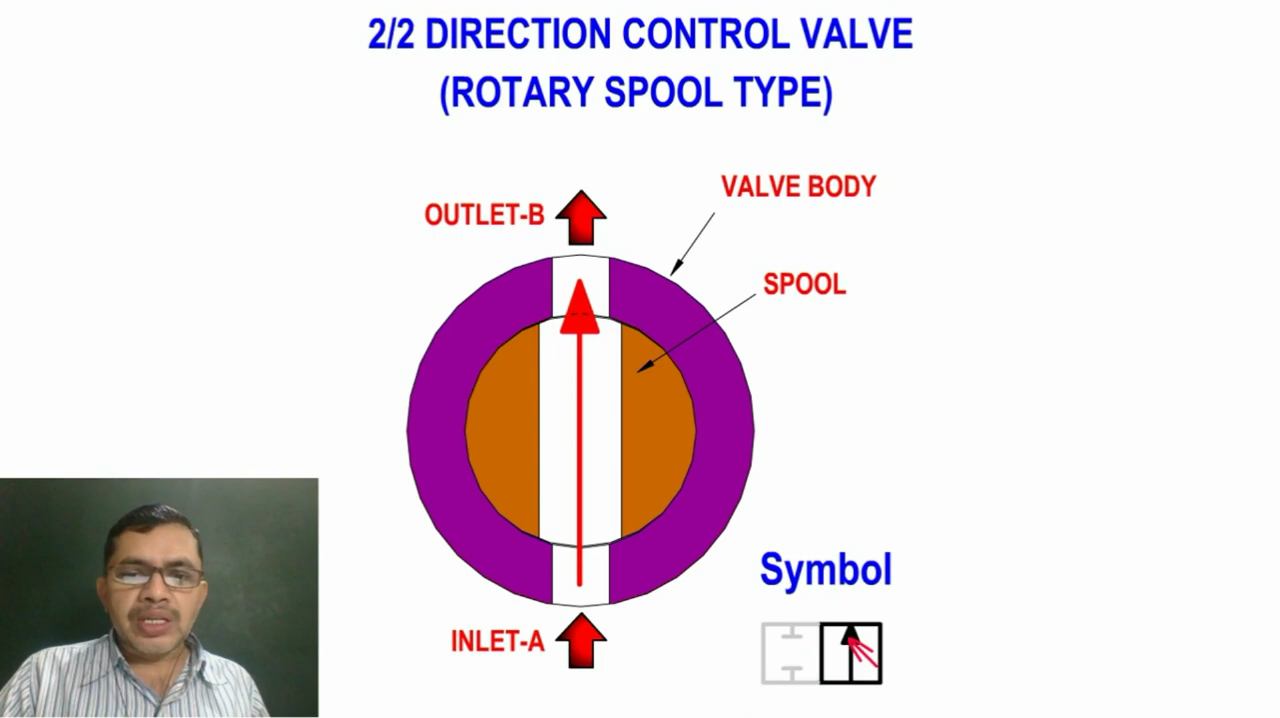 2/2 DIRECTION CONTROL VALVE
(ROTARY SPOOL TYPE)
VALVE BODY
OUTLET-B
SPOOL
Symbol
INLET-A